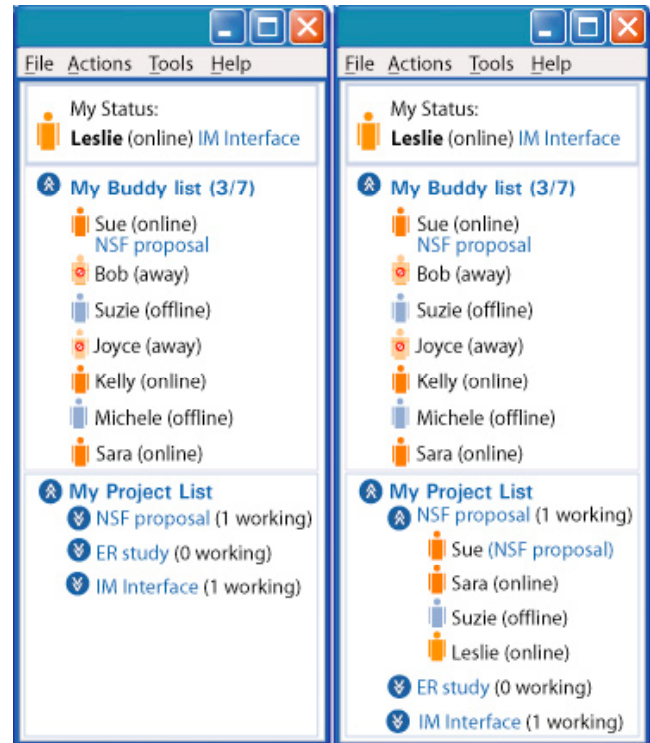 File Actions Tools Help
My Status:
Leslie (online) IM Interface
My Buddy list (3/7)
Sue (online)
NSF proposal
Bob (away)
Suzie (offline)
Joyce (away)
Kelly (online)
Michele (offline)
Sara (online)
My Project List
NSF proposal (1 working)
ER study (0 working)
IM Interface (1 working)
File Actions Tools Help
My Status:
Leslie (online) IM Interface
My Buddy list (3/7)
Sue (online)
NSF proposal
Bob (away)
Suzie (offline)
Joyce (away)
Kelly (online)
Michele (offline)
Sara (online)
My Project List
NSF proposal (1 working)
Sue (NSF proposal)
Sara (online)
Suzie (offline)
Leslie (online)
ER study (0 working)
IM Interface (1 working)